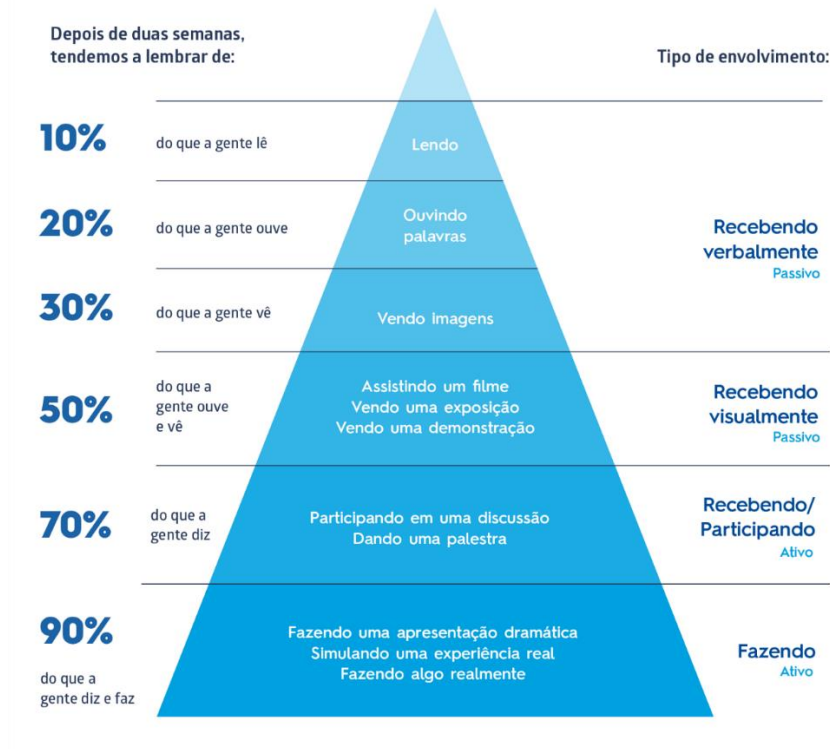 Depois de duas semanas,
tendemos a lembrar de:
Tipo de envolvimento:
10%
do que a gente lê
Lendo
20%
do que a gente ouve
Ouvindo
palavras
30%
do que a gente vê
Vendo imagens
Recebendo
verbalmente
Passivo
50%
do que a
gente ouve
e vê
Assistindo um filme
Vendo uma exposição
Vendo uma demonstração
Recebendo
visualmente
Passivo
70%
do que a
gente diz
Participando em uma discussão
Dando uma palestra
Recebendo/
Participando
Ativo
90%
do que a
gente diz e faz
Fazendo uma apresentação dramática
Simulando uma experiência real
Fazendo algo realmente
Fazendo
Ativo